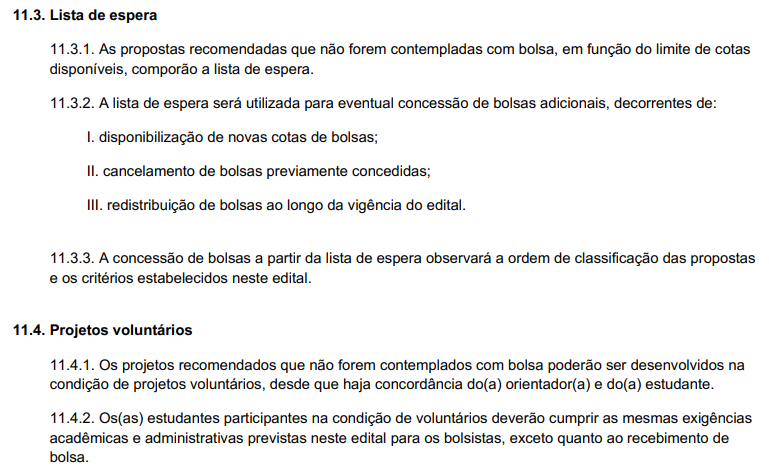 11.3. Lista de espera
11.3.1. As propostas recomendadas que não forem contempladas com bolsa, em função do limite de cotas
disponíveis, comporão a lista de espera.
11.3.2. A lista de espera será utilizada para eventual concessão de bolsas adicionais, decorrentes de:
I. disponibilização de novas cotas de bolsas;
II. cancelamento de bolsas previamente concedidas;
III. redistribuição de bolsas ao longo da vigência do edital.
11.3.3. A concessão de bolsas a partir da lista de espera observará a ordem de classificação das propostas
e os critérios estabelecidos neste edital.
11.4. Projetos voluntários
11.4.1. Os projetos recomendados que não forem contemplados com bolsa poderão ser desenvolvidos na
condição de projetos voluntários, desde que haja concordância do(a) orientador(a) e do(a) estudante.
11.4.2. Os(as) estudantes participantes na condição de voluntários deverão cumprir as mesmas exigências
acadêmicas e administrativas previstas neste edital para os bolsistas, exceto quanto ao recebimento de
bolsa.